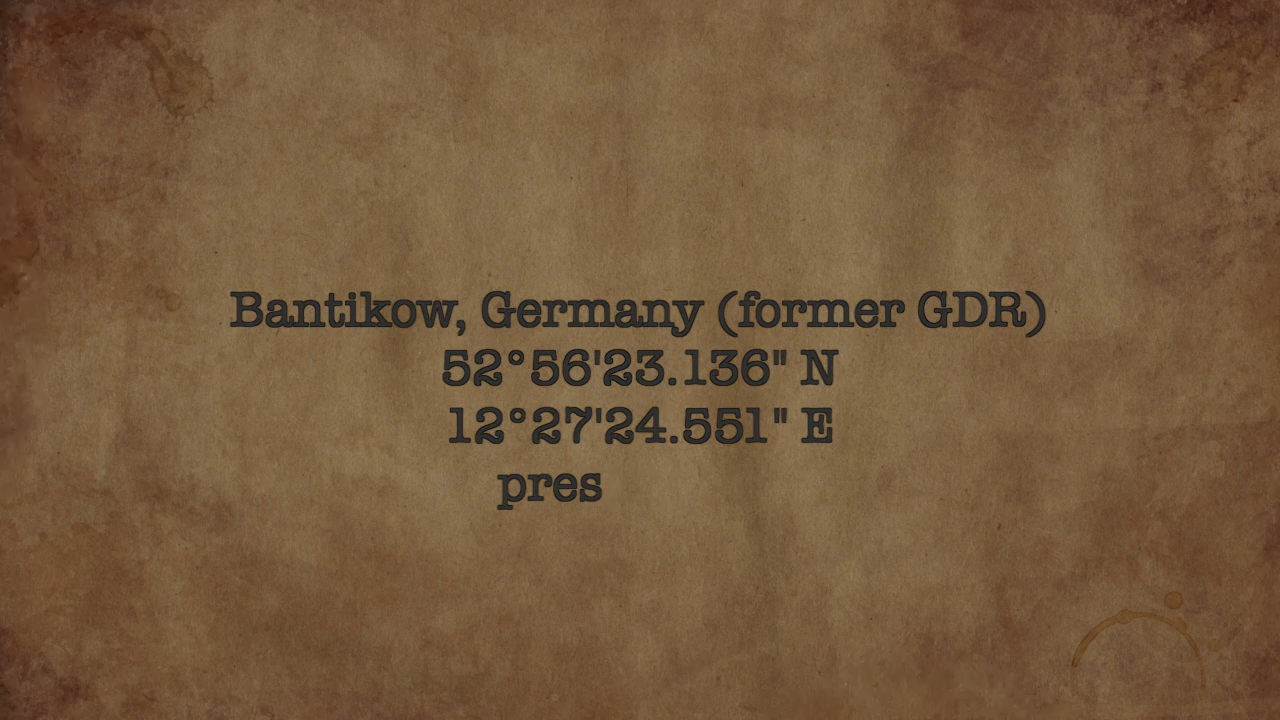 Bantikow, Germany (former GDR)
52°56'23.136" N
12°27'24.551" E
pres